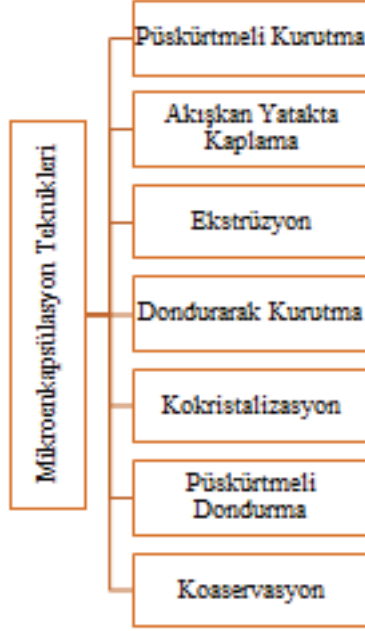 Mikroenkapsülasyon Teknikleri
Püskürtmeli Kurutma
Akışkan Yatakta
Kaplama
Ekstrüzyon
Dondurarak Kurutma
Kokristalizasyon
Püskürtmeli
Dondurma
Koaservasyon